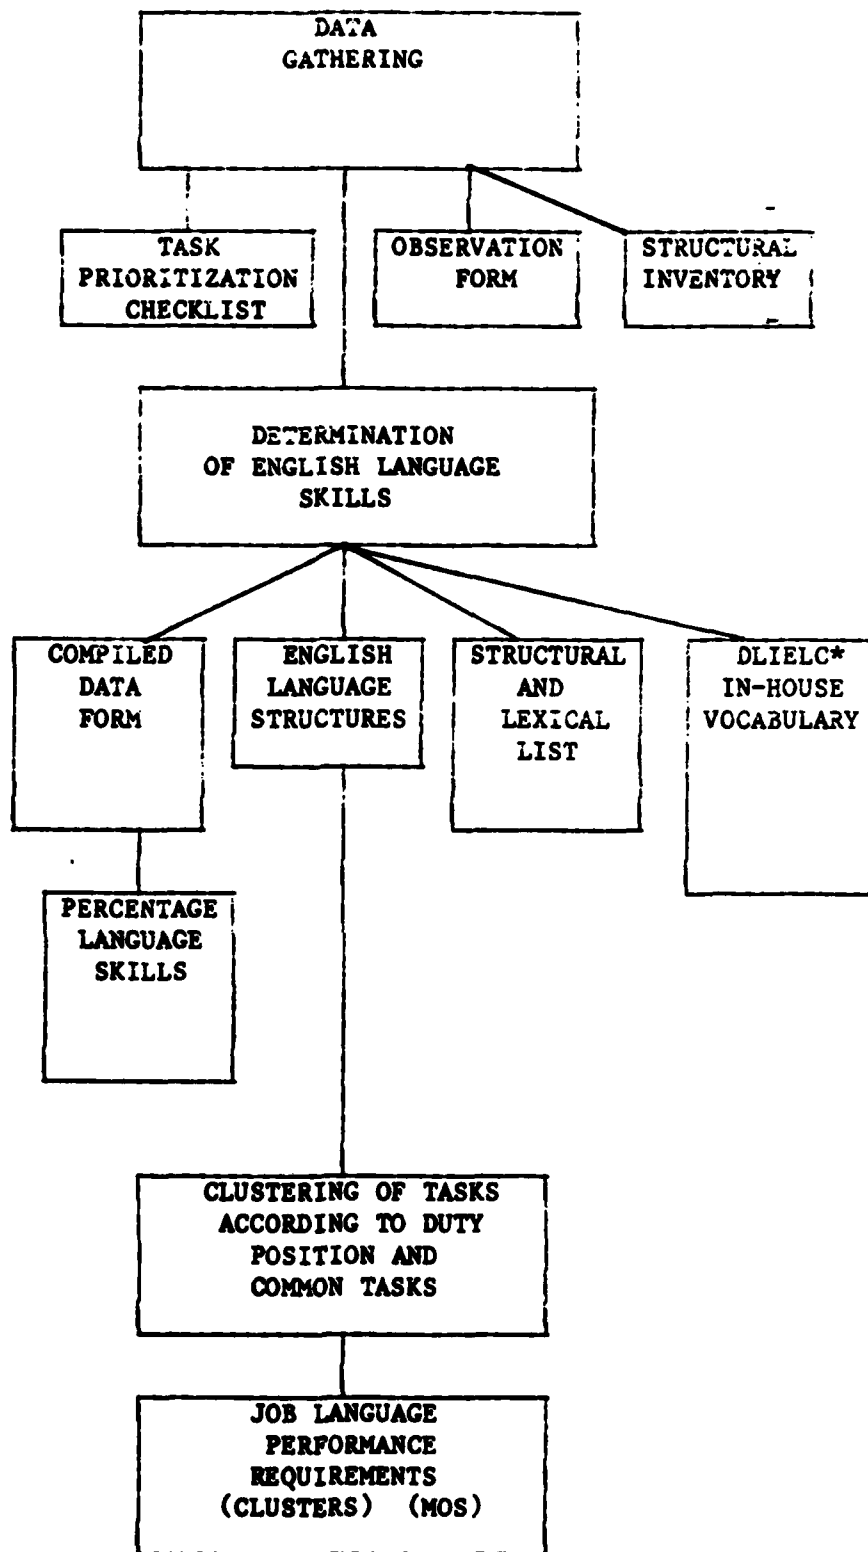 DATA
GATHERING
TASK
PRIORITIZATION
CHECKLIST
OBSERVATION
FORM
STRUCTURAL
INVENTORY
DETERMINATION
OF ENGLISH LANGUAGE
SKILLS
COMPILED
DATA
FORM
ENGLISH
LANGUAGE
STRUCTURES
STRUCTURAL
AND
LEXICAL
LIST
DLIELC*
IN-HOUSE
VOCABULARY
PERCENTAGE
LANGUAGE
SKILLS
CLUSTERING OF TASKS
ACCORDING TO DUTY
POSITION AND
COMMON TASKS
JOB LANGUAGE
PERFORMANCE
REQUIREMENTS
(CLUSTERS) (MOS)